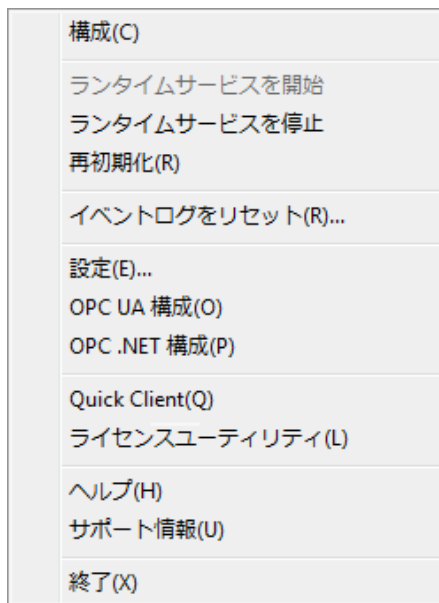 構成(C)
ランタイムサービスを開始
ランタイムサービスを停止
再初期化(R)
イベントログをリセット(R)...
設定(E)...
OPC UA 構成(O)
OPC .NET 構成(P)
Quick Client(Q)
ライセンスユーティリティ(L)
ヘルプ(H)
サポート情報(U)
終了(X)